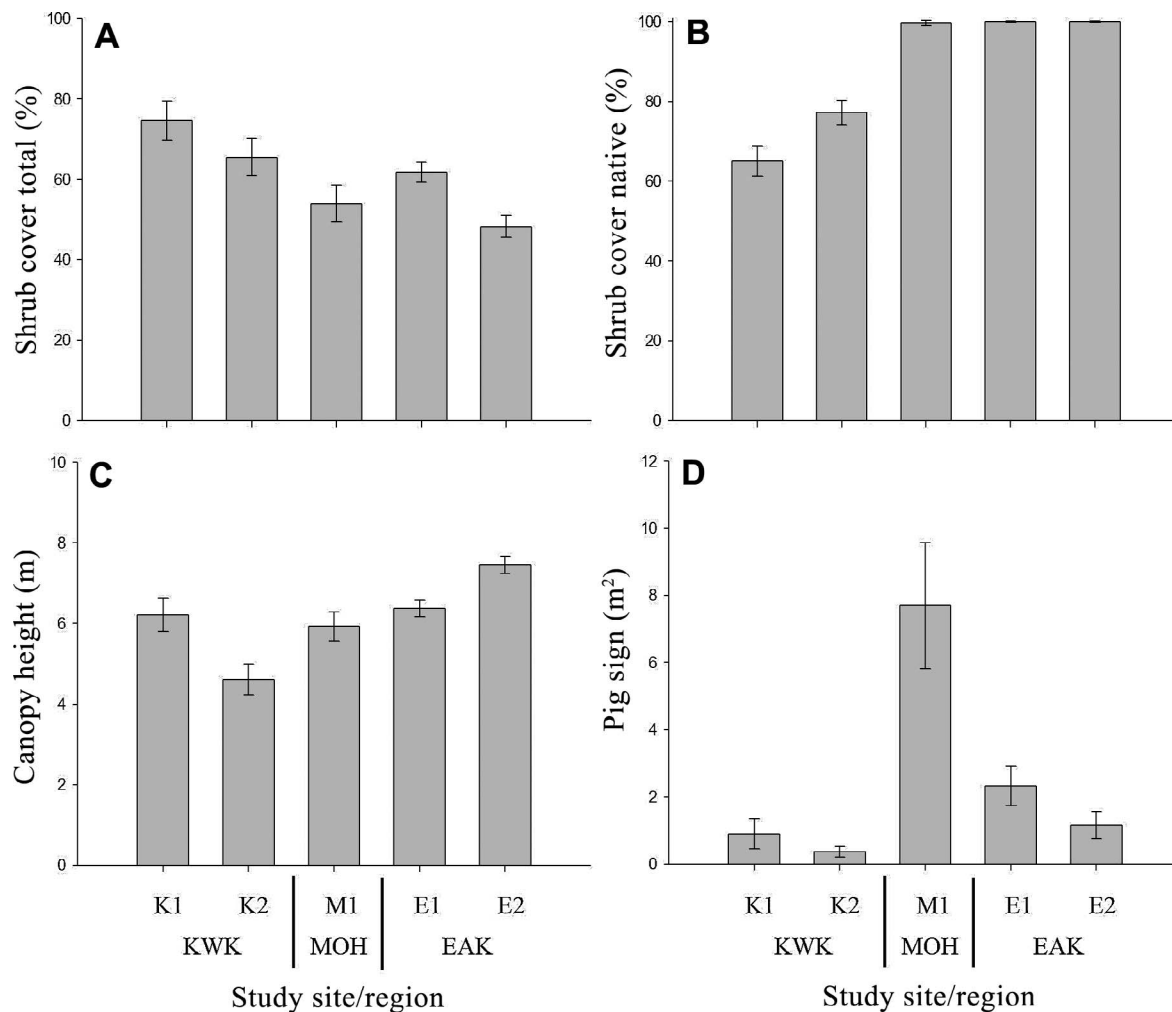 A
Shrub cover total (%)
100
80
60
40
20
0
B
Shrub cover native (%)
100
80
60
40
20
0
C
Canopy height (m)
10
8
6
4
2
0
K1 K2 M1 E1 E2
KWK MOH EAK
Study site/region
D
Pig sign (m²)
12
10
8
6
4
2
0
K1 K2 M1 E1 E2
KWK MOH EAK
Study site/region